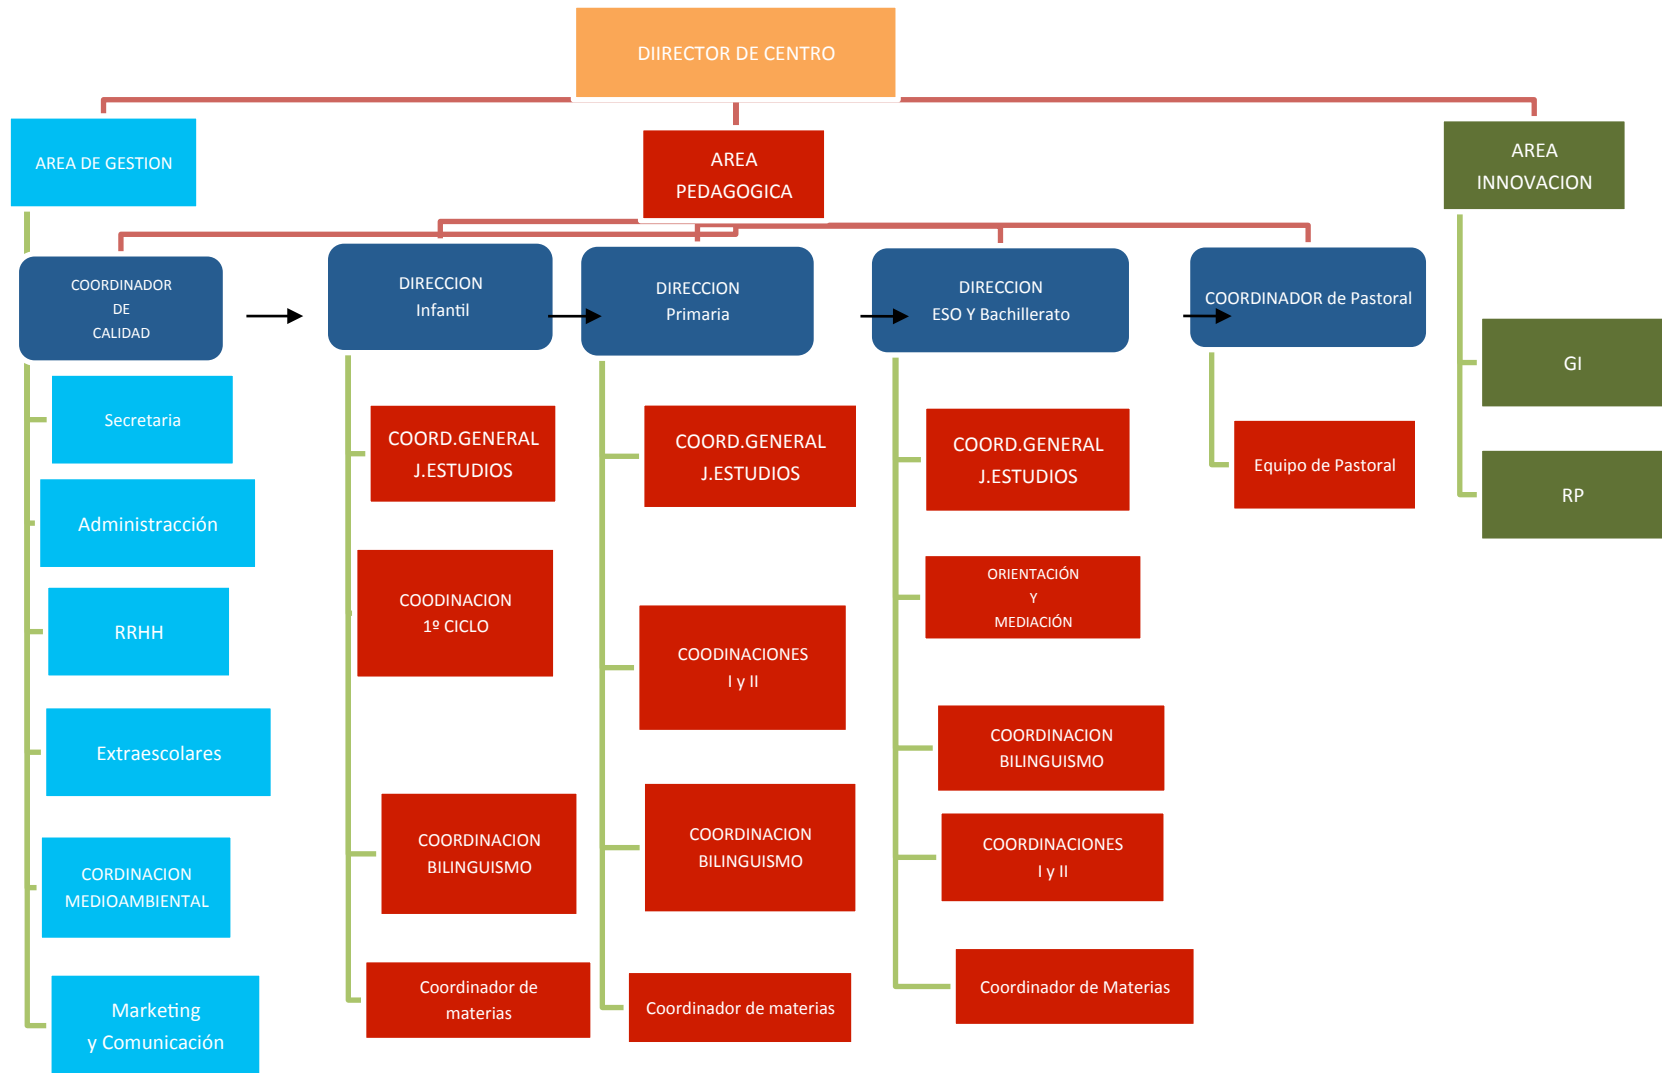 DIIRECTOR DE CENTRO
AREA DE GESTION
AREA
PEDAGOGICA
AREA
INNOVACION
COORDINADOR
DE
CALIDAD
DIRECCION
Infantil
DIRECCION
Primaria
DIRECCION
ESO Y Bachillerato
COORDINADOR de Pastoral
Secretaria
Administracción
RRHH
Extraescolares
CORDINACION
MEDIOAMBIENTAL
Marketing
y Comunicación
COORD.GENERAL
J.ESTUDIOS
COODINACION
1º CICLO
COORDINACION
BILINGUISMO
Coordinador de
materias
COORD.GENERAL
J.ESTUDIOS
COODINACIONES
I y II
COORDINACION
BILINGUISMO
Coordinador de materias
COORD.GENERAL
J.ESTUDIOS
ORIENTACIÓN
Y
MEDIACIÓN
COORDINACION
BILINGUISMO
COORDINACIONES
I y II
Coordinador de Materias
Equipo de Pastoral
GI
RP